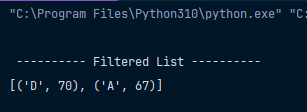 "C:\Program Files\Python310\python.exe" "C:
---------- Filtered List ----------
[('D', 70), ('A', 67)]